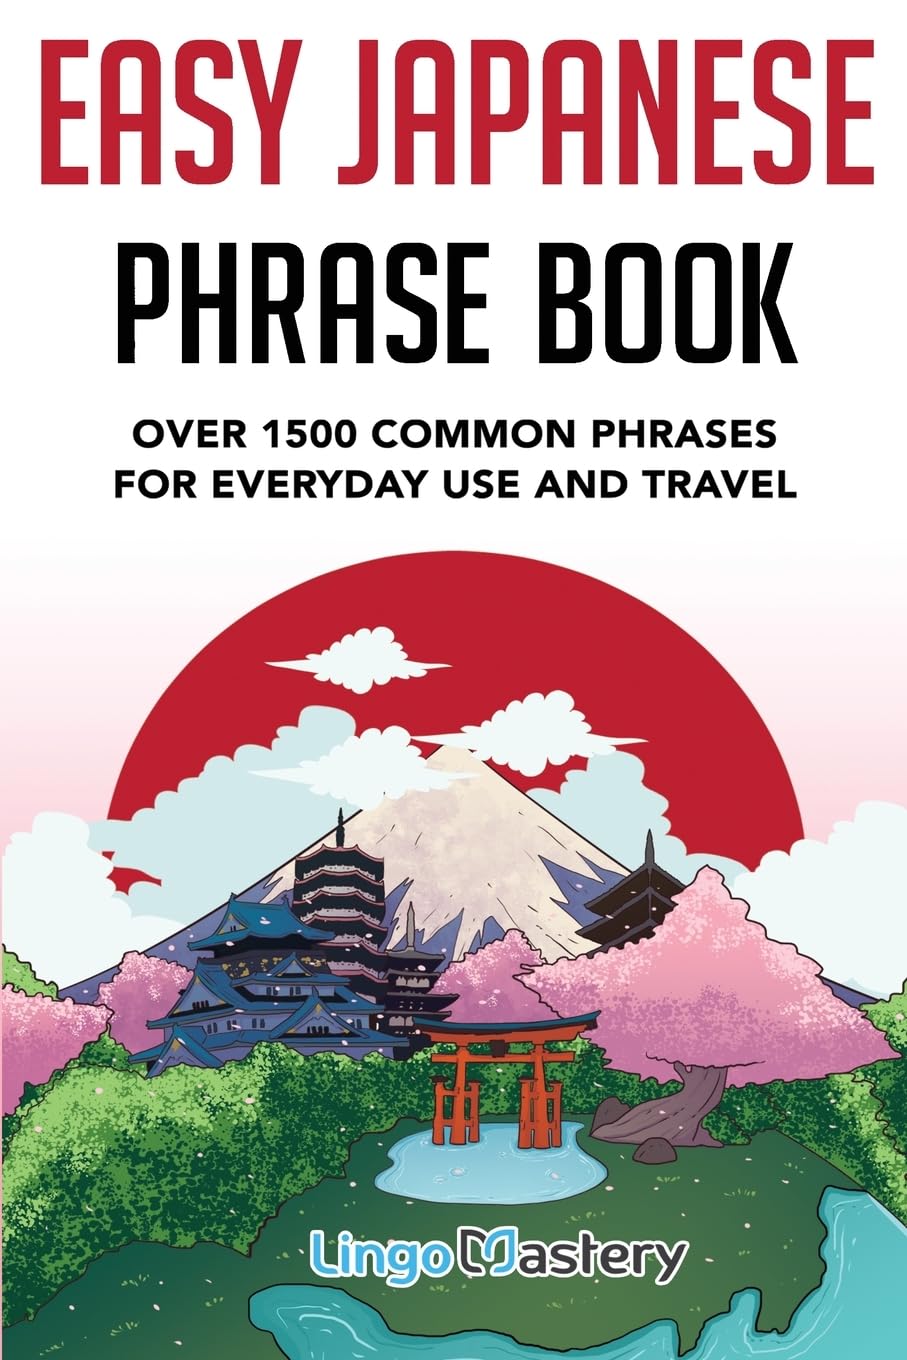 EASY JAPANESE
PHRASE BOOK
OVER 1500 COMMON PHRASES
FOR EVERYDAY USE AND TRAVEL
LingoMastery